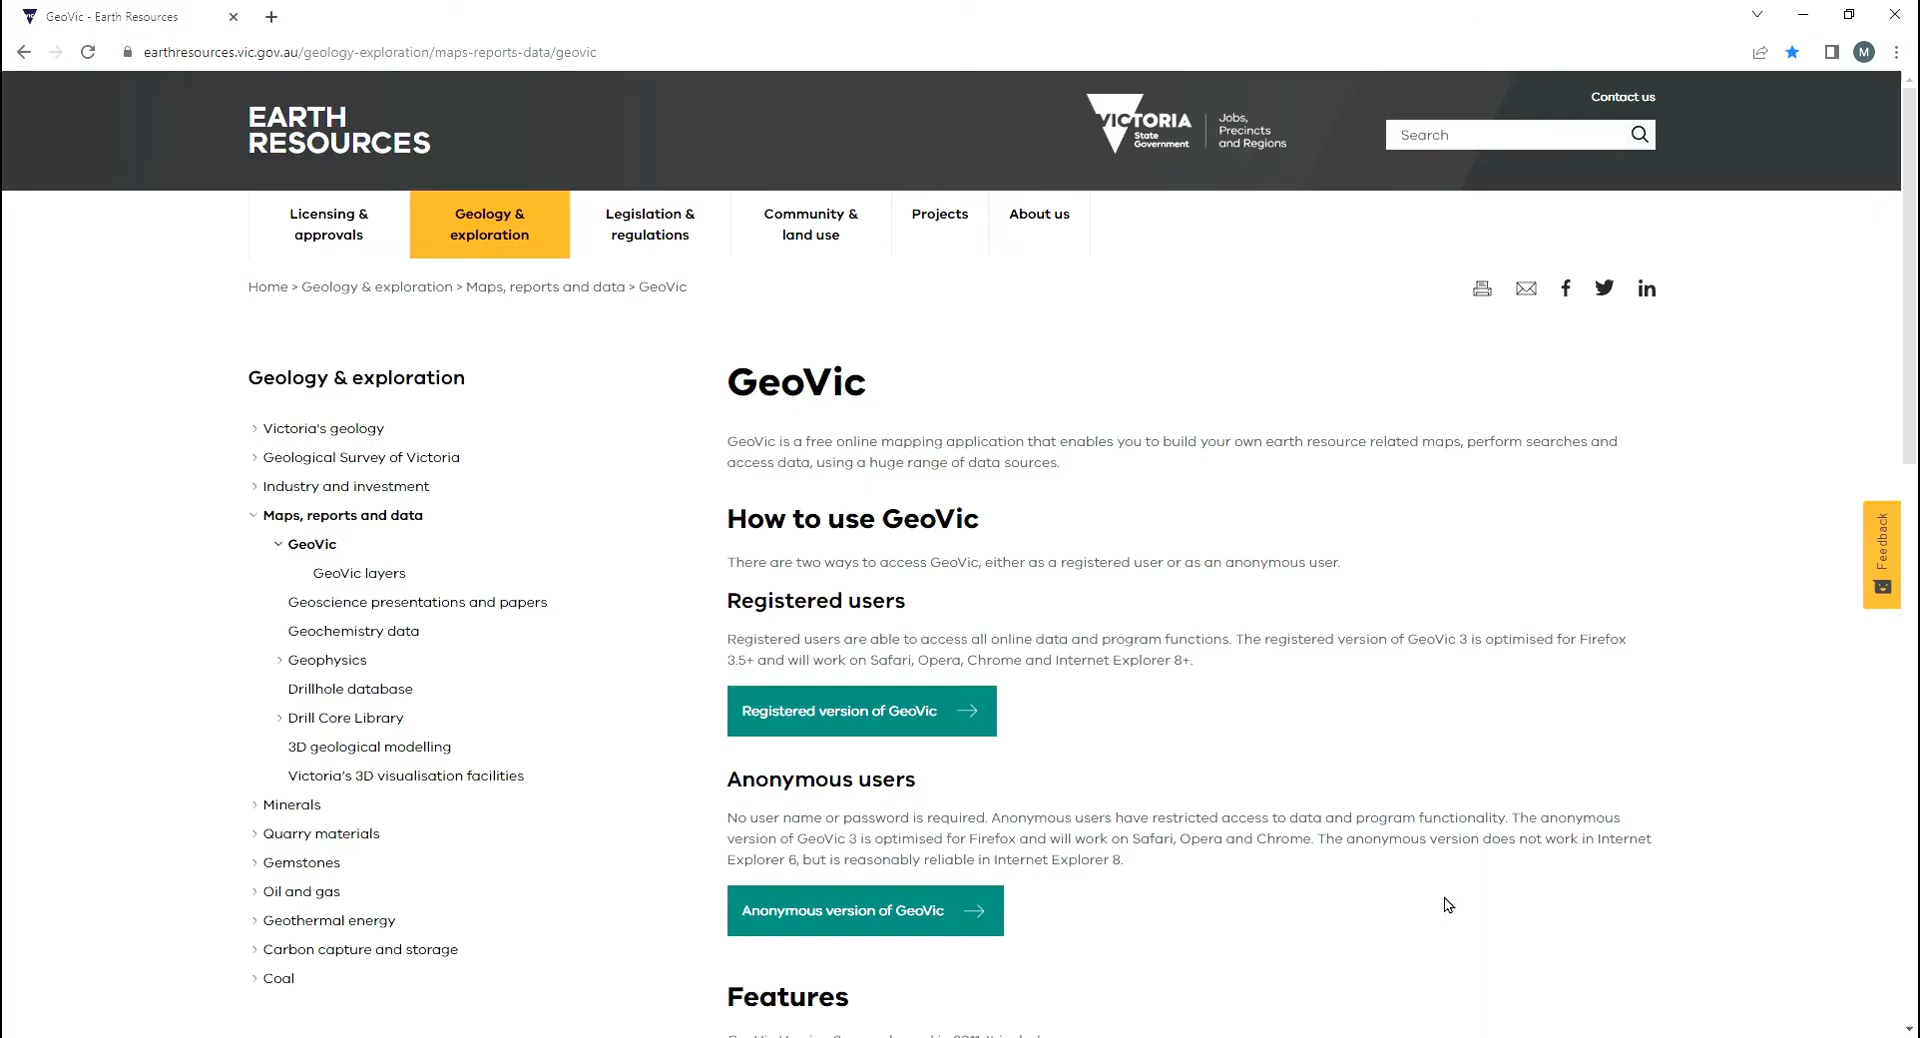 GeoVic - Earth Resources
earthresources.vic.gov.au/geology-exploration/maps-reports-data/geovic
M
EARTH
RESOURCES
VICTORIA
State
Government
Jobs,
Precincts
and Regions
Contact us
Search
Licensing &
approvals
Geology &
exploration
Legislation &
regulations
Community &
land use
Projects
About us
Home > Geology & exploration > Maps, reports and data > GeoVic
Geology & exploration
Victoria's geology
Geological Survey of Victoria
Industry and investment
Maps, reports and data
GeoVic
GeoVic layers
Geoscience presentations and papers
Geochemistry data
Geophysics
Drillhole database
Drill Core Library
3D geological modelling
Victoria's 3D visualisation facilities
Minerals
Quarry materials
Gemstones
Oil and gas
Geothermal energy
Carbon capture and storage
Coal
GeoVic
GeoVic is a free online mapping application that enables you to build your own earth resource related maps, perform searches and
access data, using a huge range of data sources.
How to use GeoVic
There are two ways to access GeoVic, either as a registered user or as an anonymous user.
Registered users
Registered users are able to access all online data and program functions. The registered version of GeoVic 3 is optimised for Firefox
3.5+ and will work on Safari, Opera, Chrome and Internet Explorer 8+.
Registered version of GeoVic
Anonymous users
No user name or password is required. Anonymous users have restricted access to data and program functionality. The anonymous
version of GeoVic 3 is optimised for Firefox and will work on Safari, Opera and Chrome. The anonymous version does not work in Internet
Explorer 6, but is reasonably reliable in Internet Explorer 8.
Anonymous version of GeoVic
Features
Feedback